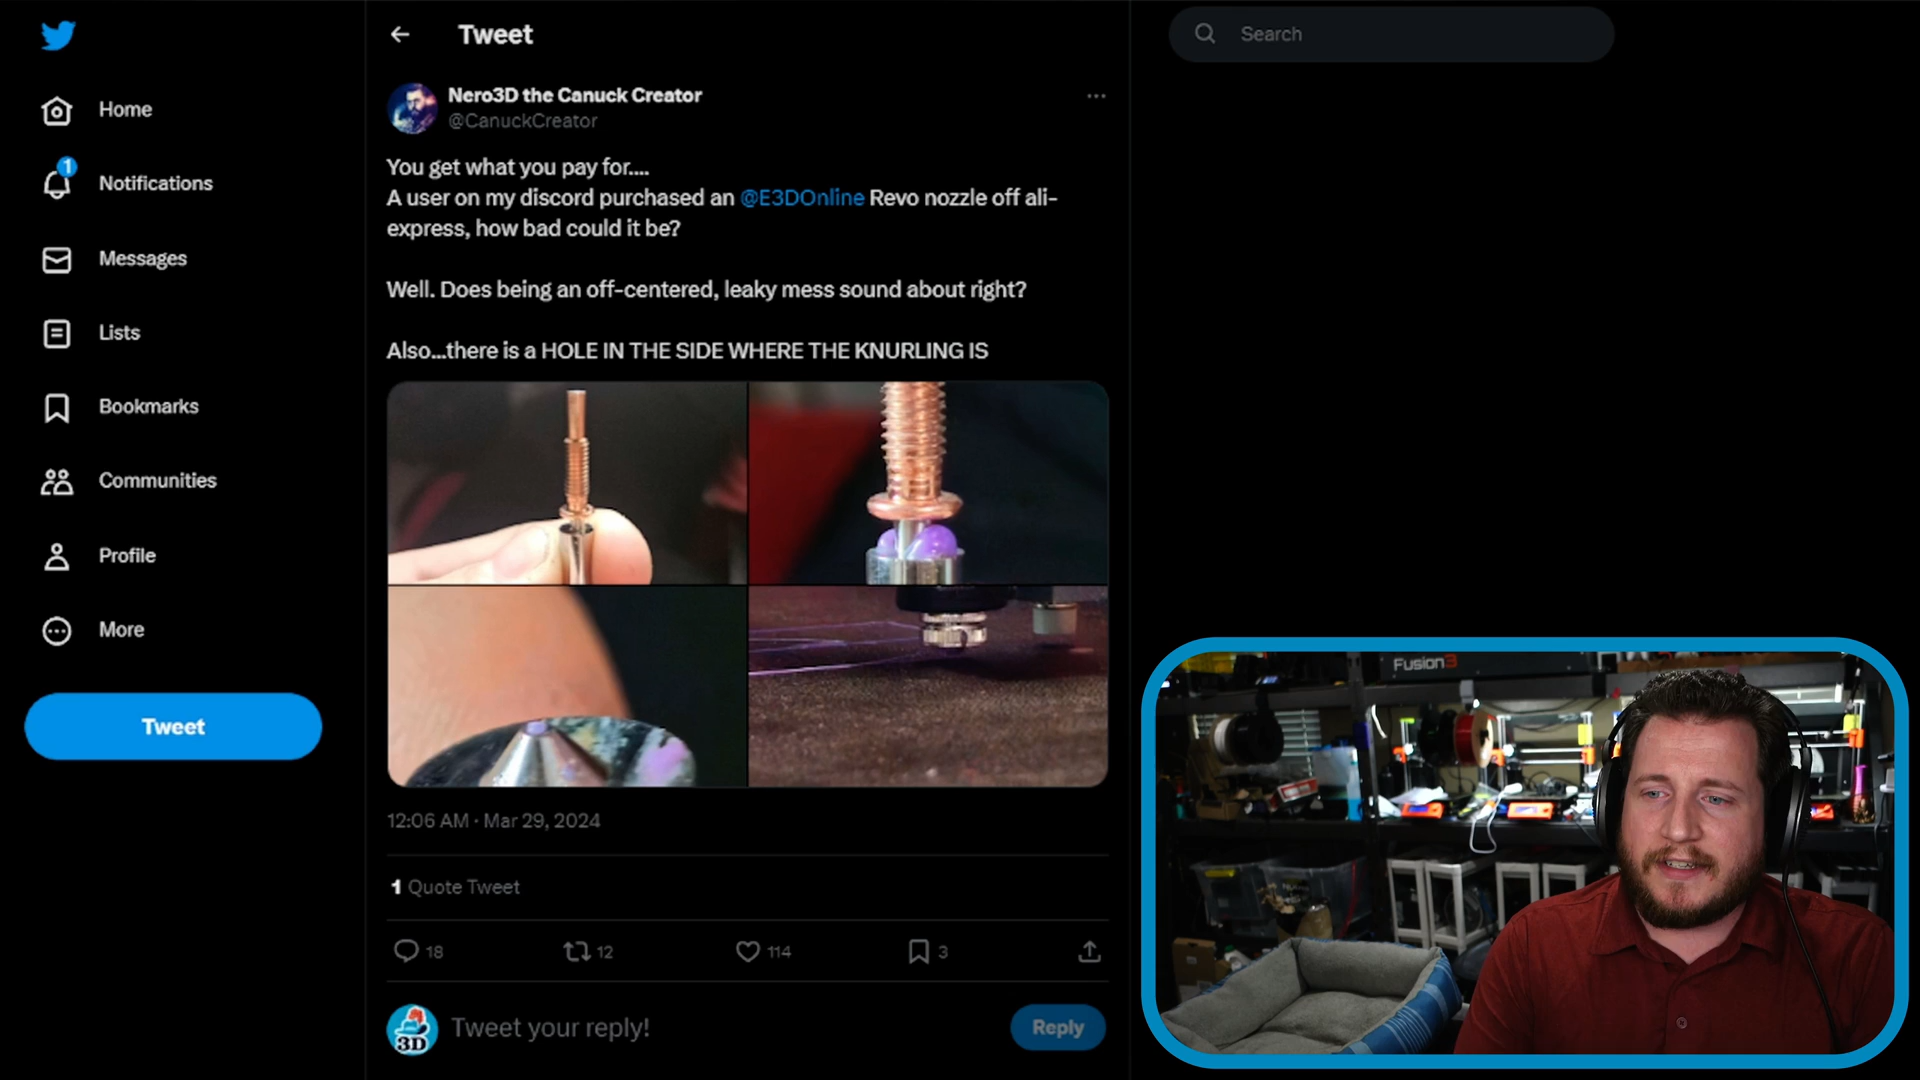 Home
1
Notifications
Messages
Lists
Bookmarks
Communities
Profile
More
Tweet
Tweet
Search
Nero3D the Canuck Creator
@CanuckCreator
You get what you pay for....
A user on my discord purchased an @E3DOnline Revo nozzle off ali-
express, how bad could it be?
Well. Does being an off-centered, leaky mess sound about right?
Also...there is a HOLE IN THE SIDE WHERE THE KNURLING IS
12:06 AM · Mar 29, 2024
1 Quote Tweet
18 12 114 3
3D
Tweet your reply!
Reply
Fusion3